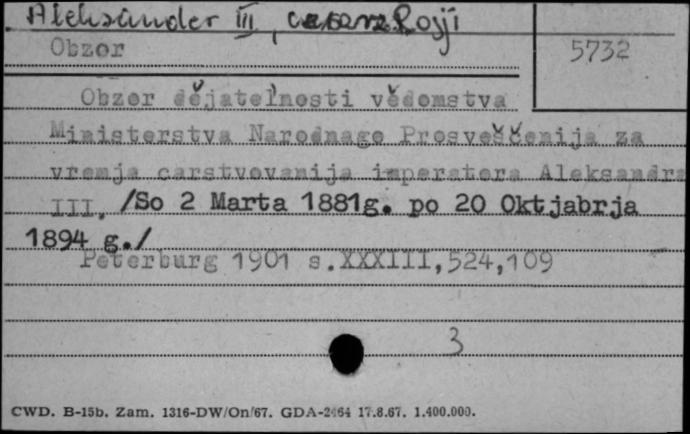 Aleksander III, cesarz Rosji
Obzor
5732
Obzor dějatelnosti vědomstva
Ministerstva Narodnago Prosveščenija za
vremja carstvovanija imperatora Aleksandra
III, /So 2 Marta 1881g. po 20 Oktjabrja
1894 g./
Peterburg 1901 s.XXXIII,524,109
3
CWD. B-15b. Zam. 1316-DW/On/67. GDA-2464 17.8.67. 1.400.000.